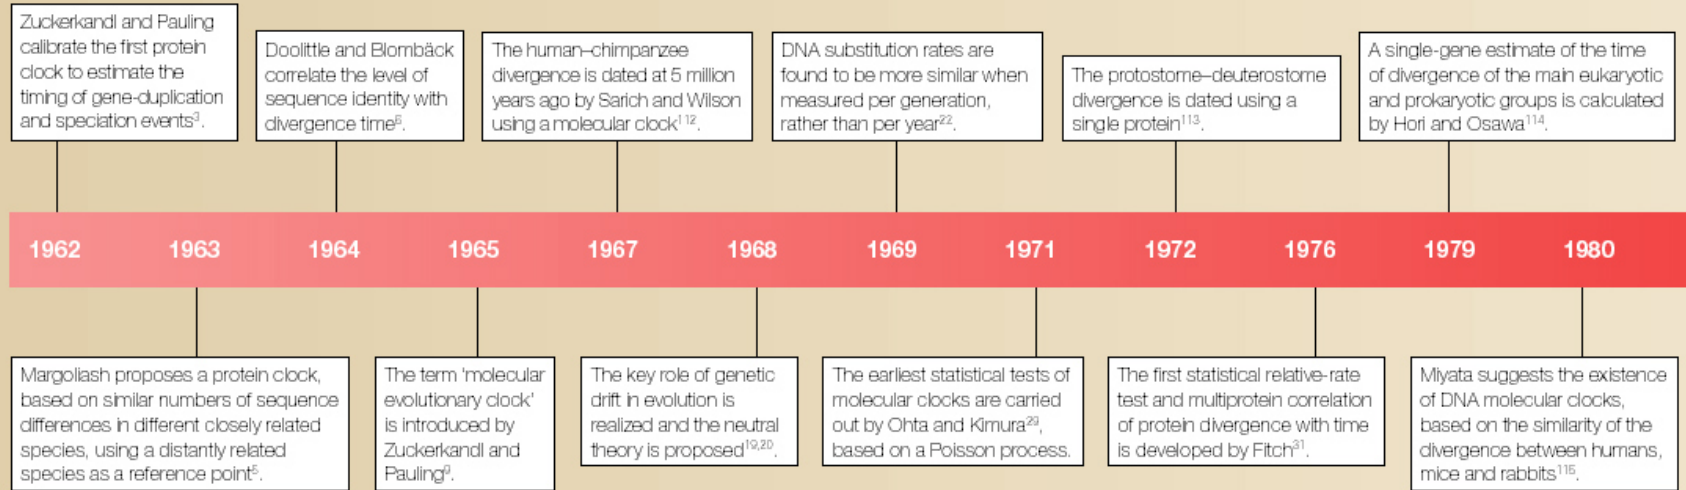 Zuckerkandl and Pauling
calibrate the first protein
clock to estimate the
timing of gene-duplication
and speciation events³.
Doolittle and Blombäck
correlate the level of
sequence identity with
divergence time⁶.
The human–chimpanzee
divergence is dated at 5 million
years ago by Sarich and Wilson
using a molecular clock¹¹².
DNA substitution rates are
found to be more similar when
measured per generation,
rather than per year²².
The protostome–deuterostome
divergence is dated using a
single protein¹¹³.
A single-gene estimate of the time
of divergence of the main eukaryotic
and prokaryotic groups is calculated
by Hori and Osawa¹¹⁴.
1962 1963 1964 1965 1967 1968 1969 1971 1972 1976 1979 1980
Margoliash proposes a protein clock,
based on similar numbers of sequence
differences in different closely related
species, using a distantly related
species as a reference point⁵.
The term 'molecular
evolutionary clock'
is introduced by
Zuckerkandl and
Pauling⁹.
The key role of genetic
drift in evolution is
realized and the neutral
theory is proposed¹⁹,²⁰.
The earliest statistical tests of
molecular clocks are carried
out by Ohta and Kimura²⁹,
based on a Poisson process.
The first statistical relative-rate
test and multiprotein correlation
of protein divergence with time
is developed by Fitch³¹.
Miyata suggests the existence
of DNA molecular clocks,
based on the similarity of the
divergence between humans,
mice and rabbits¹¹⁵.